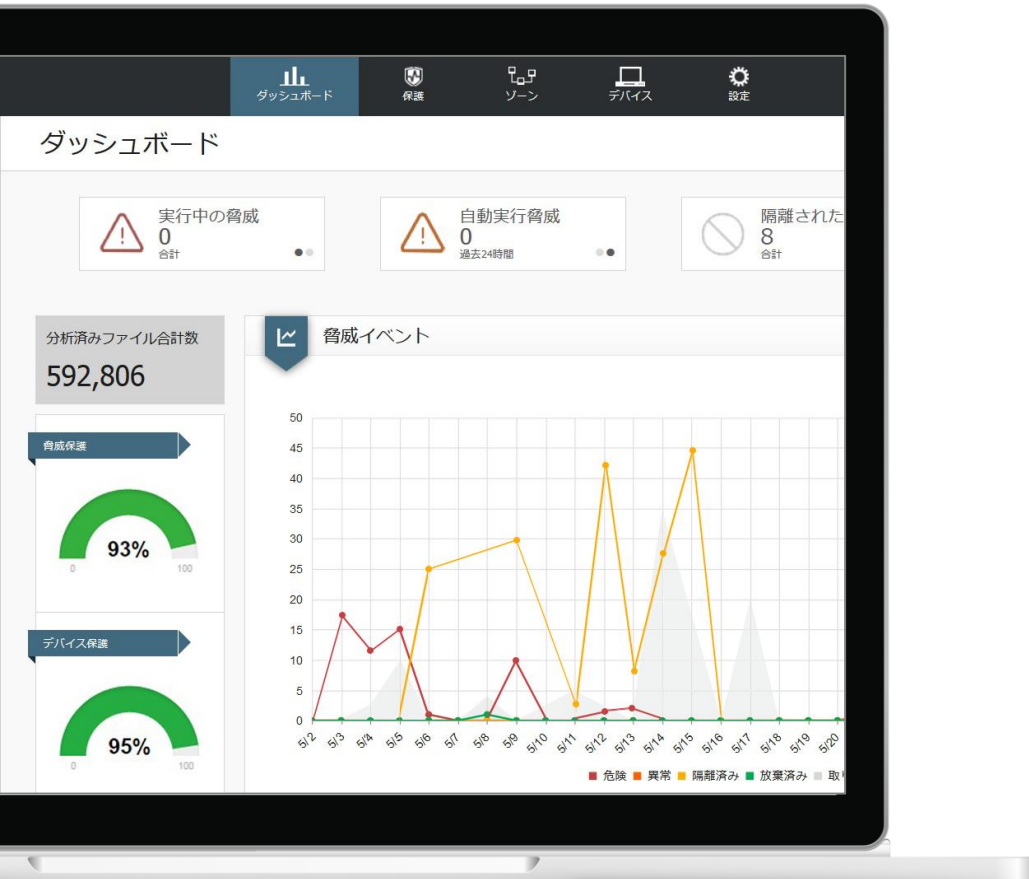 ダッシュボード
保護
ゾーン
デバイス
設定
ダッシュボード
実行中の脅威
0
合計
自動実行脅威
0
過去24時間
隔離された
8
合計
分析済みファイル合計数
592,806
脅威イベント
脅威保護
93%
0
100
デバイス保護
95%
0
100
50
45
40
35
30
25
20
15
10
5
0
5/2 5/3 5/4 5/5 5/6 5/7 5/8 5/9 5/10 5/11 5/12 5/13 5/14 5/15 5/16 5/17 5/18 5/19 5/20
危険 異常 隔離済み 放棄済み 取